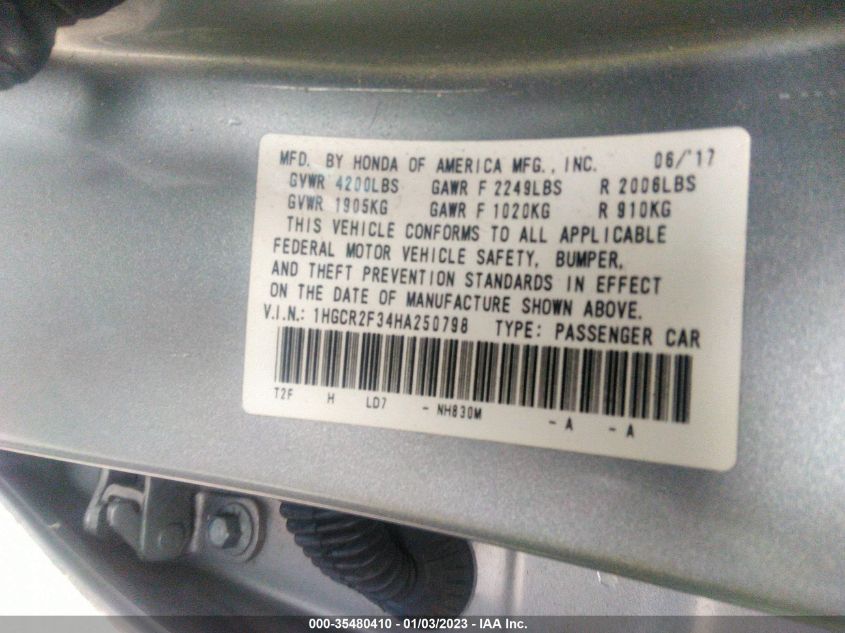 MFD. BY HONDA OF AMERICA MFG., INC. 06/'17
GVWR 4200LBS GAWR F 2249LBS R 2006LBS
GVWR 1905KG GAWR F 1020KG R 910KG
THIS VEHICLE CONFORMS TO ALL APPLICABLE
FEDERAL MOTOR VEHICLE SAFETY, BUMPER,
AND THEFT PREVENTION STANDARDS IN EFFECT
ON THE DATE OF MANUFACTURE SHOWN ABOVE.
V.I.N.: 1HGCR2F34HA250798 TYPE: PASSENGER CAR
T2F H LD7 - NH830M - A - A
000-35480410 - 01/03/2023 - IAA Inc.